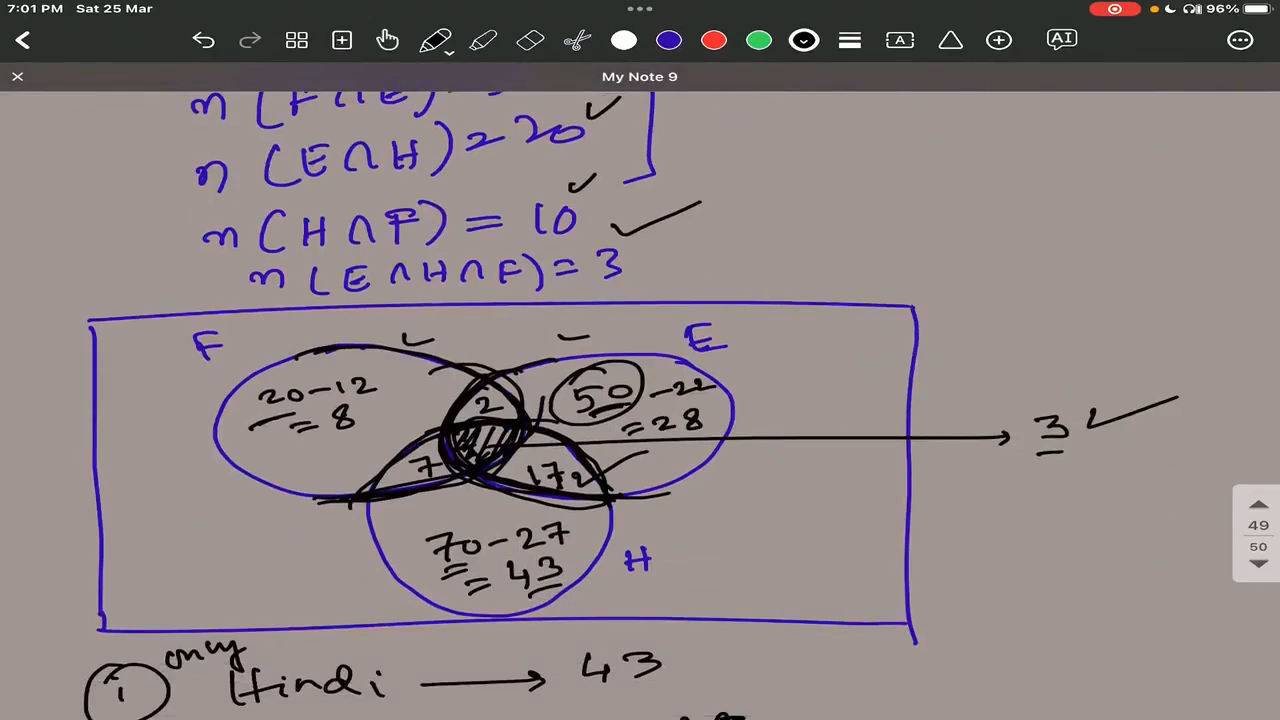 7:01 PM Sat 25 Mar
96%
A
AI
My Note 9
n (F ∩ E)
n (E ∩ H) = 20
n (H ∩ F) = 10
n (E ∩ H ∩ F) = 3
F
E
20 - 12
= 8
2
50 - 22
= 28
3
7
17
70 - 27
= 43
H
49
50
i only Hindi → 43